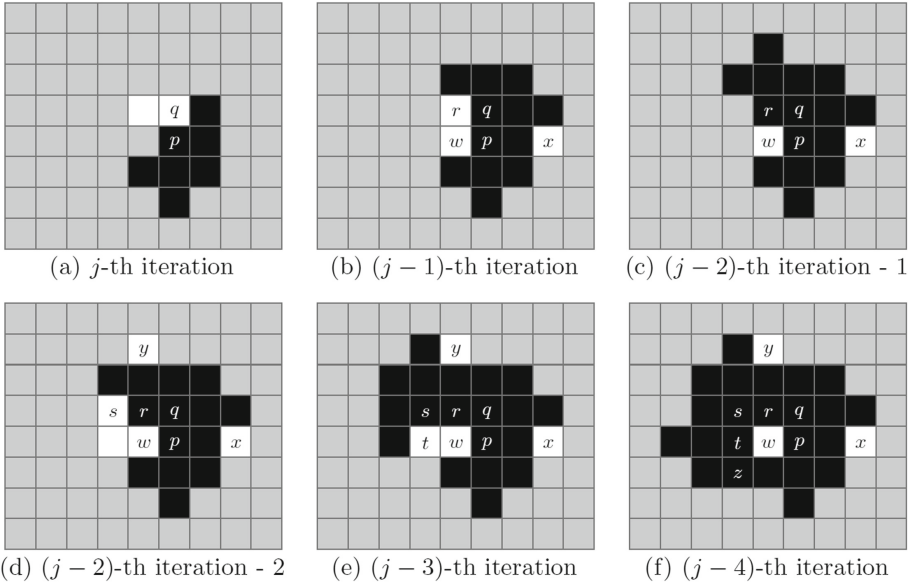 q
p
r q
w p x
r q
w p x
(a) j-th iteration (b) (j − 1)-th iteration (c) (j − 2)-th iteration - 1
y
s r q
w p x
y
s r q
t w p x
y
s r q
t w p x
z
(d) (j − 2)-th iteration - 2 (e) (j − 3)-th iteration (f) (j − 4)-th iteration